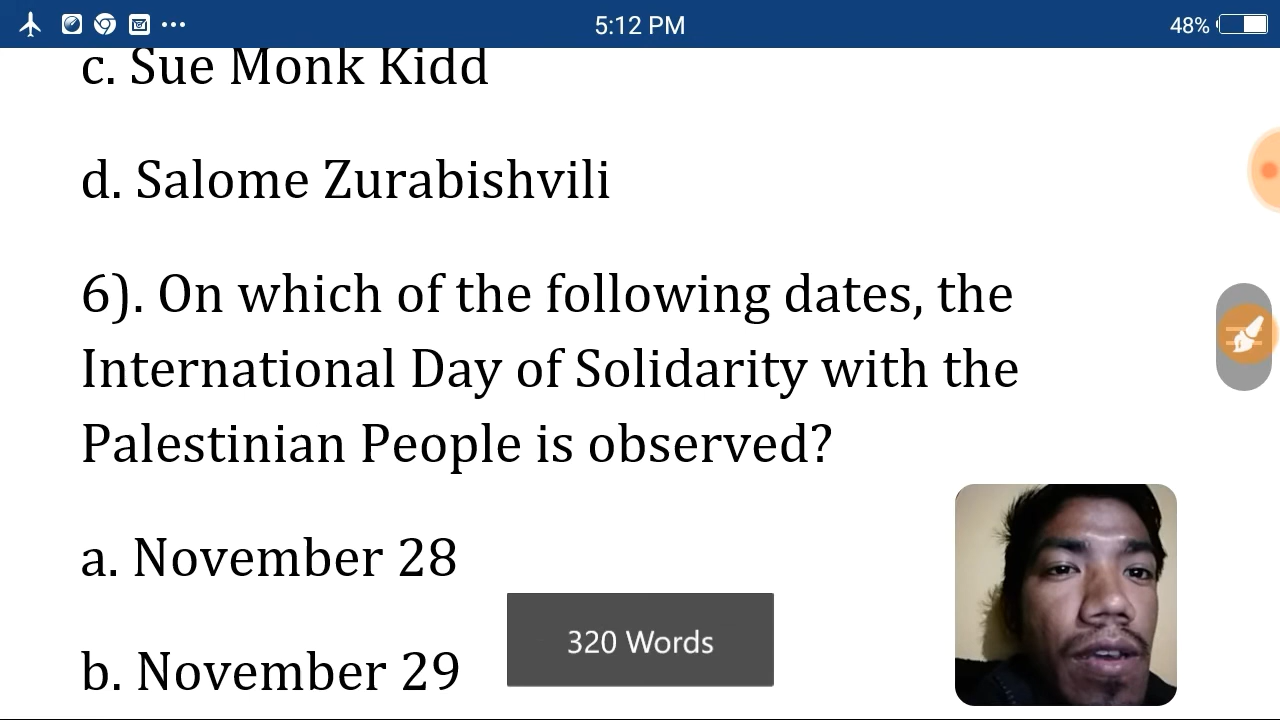 5:12 PM
48%
c. Sue Monk Kidd
d. Salome Zurabishvili
6). On which of the following dates, the
International Day of Solidarity with the
Palestinian People is observed?
a. November 28
320 Words
b. November 29